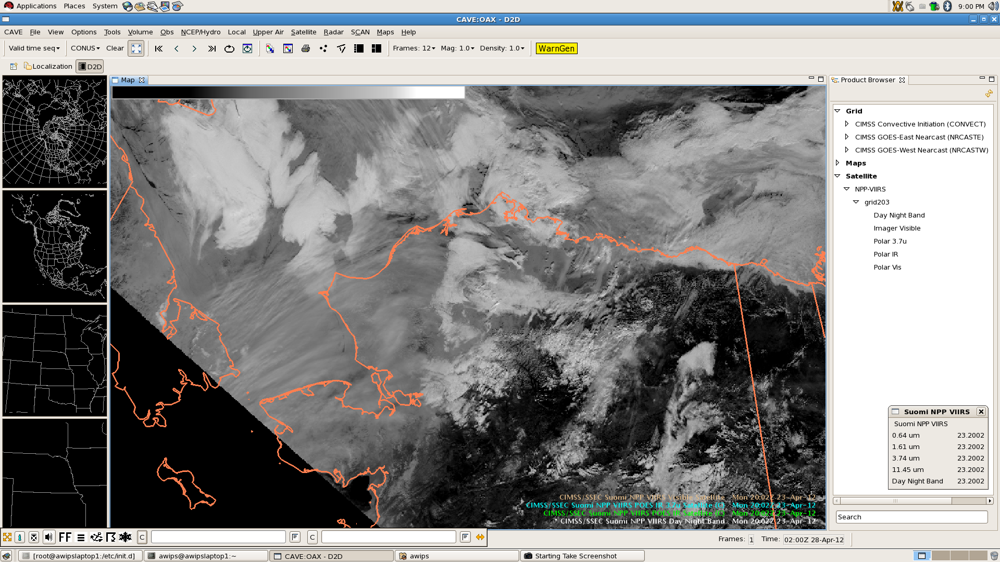 Applications Places System 9:00 PM
CAVE:OAX - D2D
CAVE File View Options Tools Volume Obs NCEP/Hydro Local Upper Air Satellite Radar SCAN Maps Help
Valid time seq CONUS Clear Frames: 12 Mag: 1.0 Density: 1.0 WarnGen
Localization D2D
Map
Product Browser
Grid
CIMSS Convective Initiation (CONVECT)
CIMSS GOES-East Nearcast (NRCASTE)
CIMSS GOES-West Nearcast (NRCASTW)
Maps
Satellite
NPP-VIIRS
grid203
Day Night Band
Imager Visible
Polar 3.7u
Polar IR
Polar Vis
Suomi NPP VIIRS
Suomi NPP VIIRS
0.64 um 23.2002
1.61 um 23.2002
3.74 um 23.2002
11.45 um 23.2002
Day Night Band 23.2002
CIMSS/SSEC Suomi NPP VIIRS Visible Satellite Mon 20:02Z 23-Apr-12
CIMSS/SSEC Suomi NPP VIIRS POES IR 3.7u Satellite (C) Mon 20:02Z 23-Apr-12
CIMSS/SSEC Suomi NPP VIIRS POES IR Satellite (C) Mon 20:02Z 23-Apr-12
* CIMSS/SSEC Suomi NPP VIIRS Day Night Band Mon 20:02Z 23-Apr-12
Search
FF C C
Frames: 1 Time: 02:00Z 28-Apr-12
[root@awipslaptop1:/etc/init.d] awips@awipslaptop1:~ CAVE:OAX - D2D awips Starting Take Screenshot